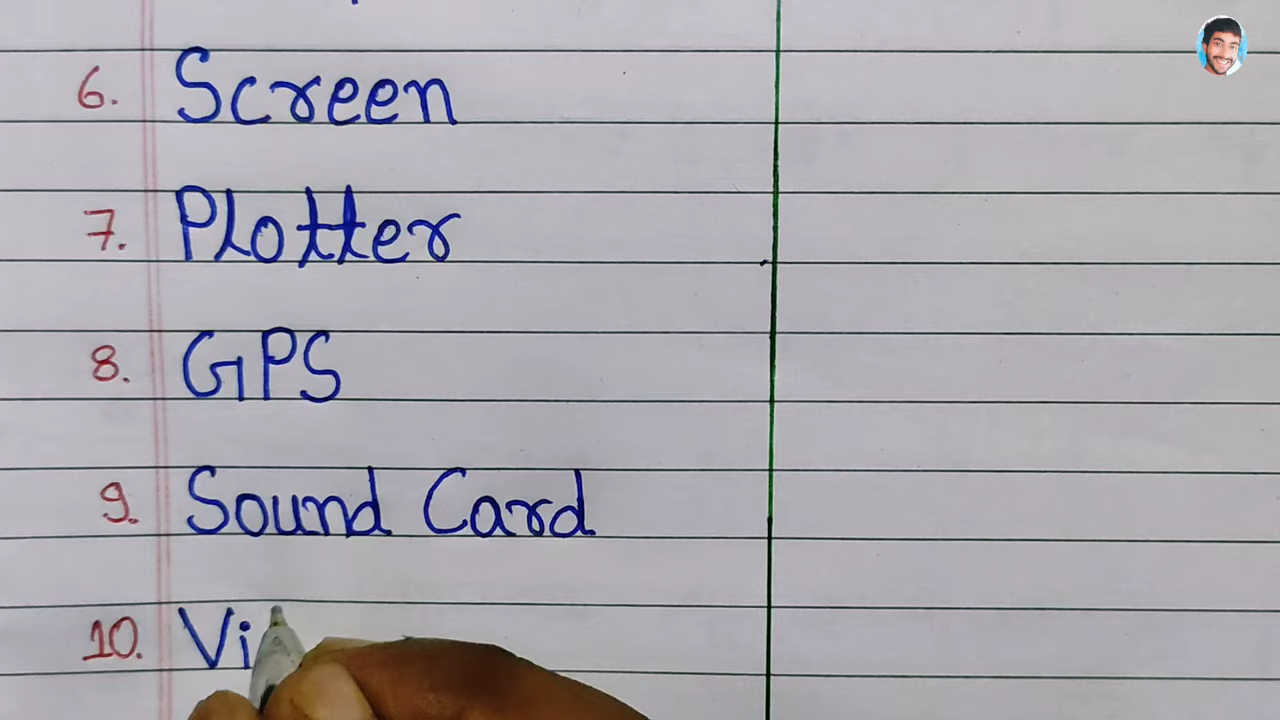 6. Screen
7. Plotter
8. GPS
9. Sound Card
10. Vi